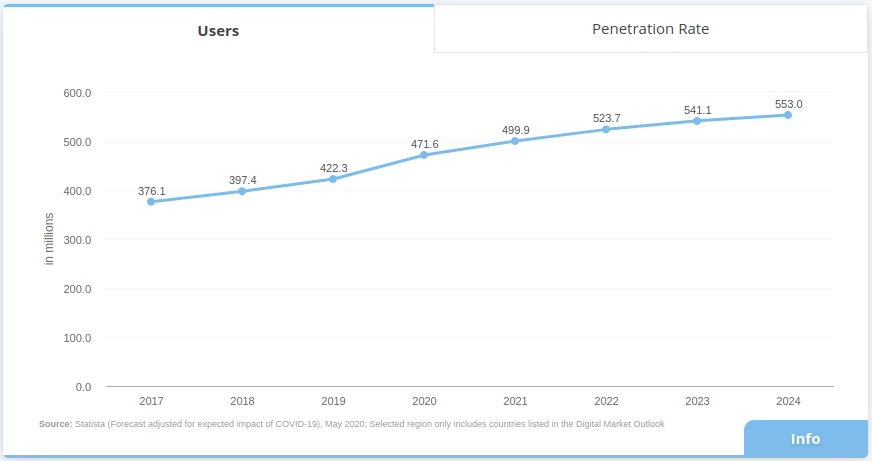 Users
Penetration Rate
600.0
500.0
400.0
300.0
200.0
100.0
0.0
in millions
376.1
397.4
422.3
471.6
499.9
523.7
541.1
553.0
2017 2018 2019 2020 2021 2022 2023 2024
Source: Statista (Forecast adjusted for expected impact of COVID-19), May 2020; Selected region only includes countries listed in the Digital Market Outlook
Info